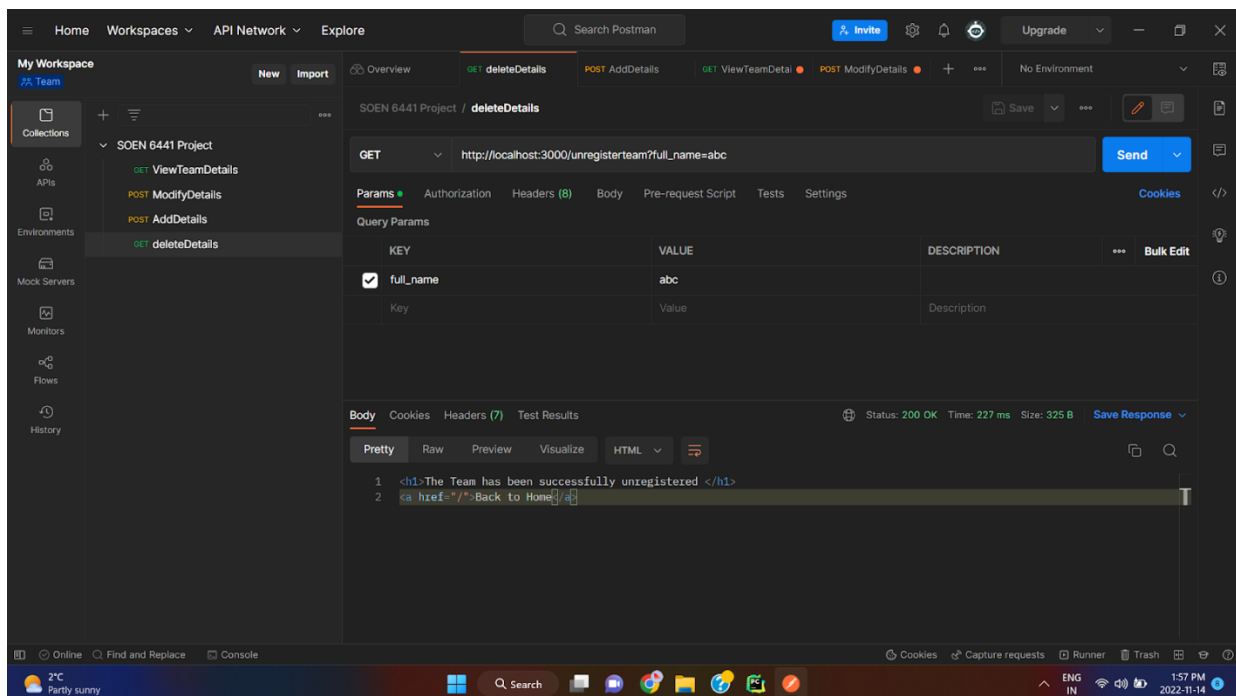 Home Workspaces API Network Explore Search Postman Invite Upgrade
My Workspace
Team
New Import
Overview GET deleteDetails POST AddDetails GET ViewTeamDetai POST ModifyDetails No Environment
Collections
APIs
Environments
Mock Servers
Monitors
Flows
History
SOEN 6441 Project
GET ViewTeamDetails
POST ModifyDetails
POST AddDetails
GET deleteDetails
SOEN 6441 Project / deleteDetails Save
GET http://localhost:3000/unregisterteam?full_name=abc Send
Params Authorization Headers (8) Body Pre-request Script Tests Settings Cookies
Query Params
KEY VALUE DESCRIPTION Bulk Edit
full_name abc
Key Value Description
Body Cookies Headers (7) Test Results Status: 200 OK Time: 227 ms Size: 325 B Save Response
Pretty Raw Preview Visualize HTML
1 <h1>The Team has been successfully unregistered </h1>
2 <a href="/">Back to Home</a>
Online Find and Replace Console Cookies Capture requests Runner Trash
2°C
Partly sunny
Search
ENG
IN
1:57 PM
2022-11-14